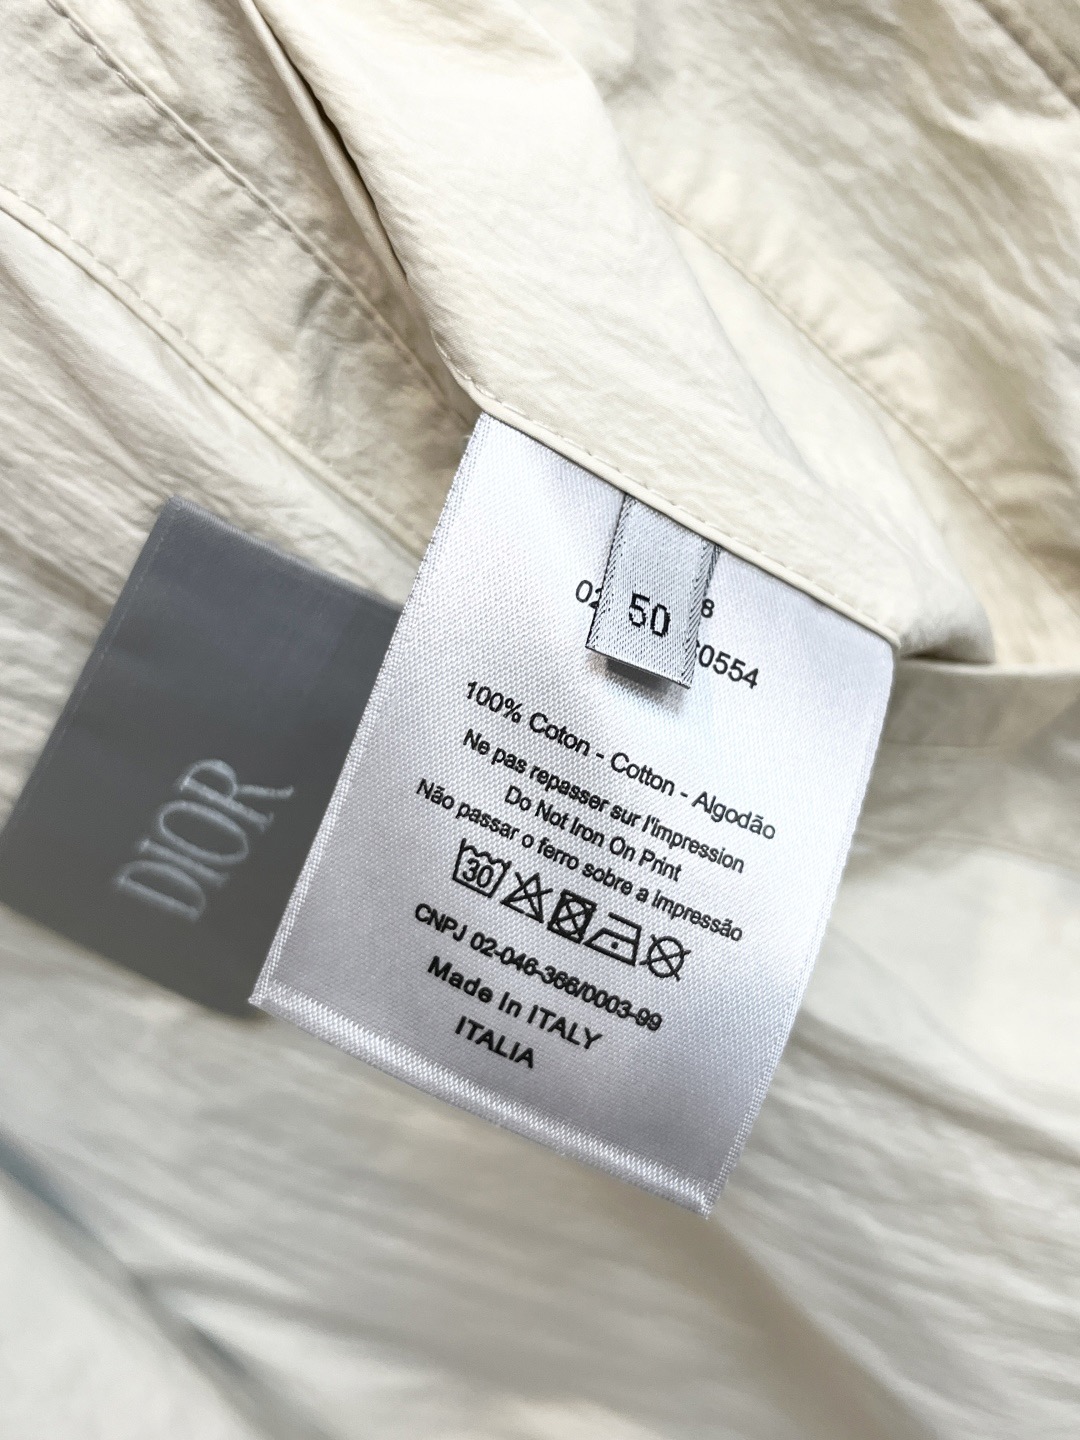 DIOR
50
100% Coton - Cotton - Algodão
Ne pas repasser sur l'impression
Do Not Iron On Print
Não passar o ferro sobre a impressão
30
CNPJ 02-046-366/0003-99
Made In ITALY
ITALIA